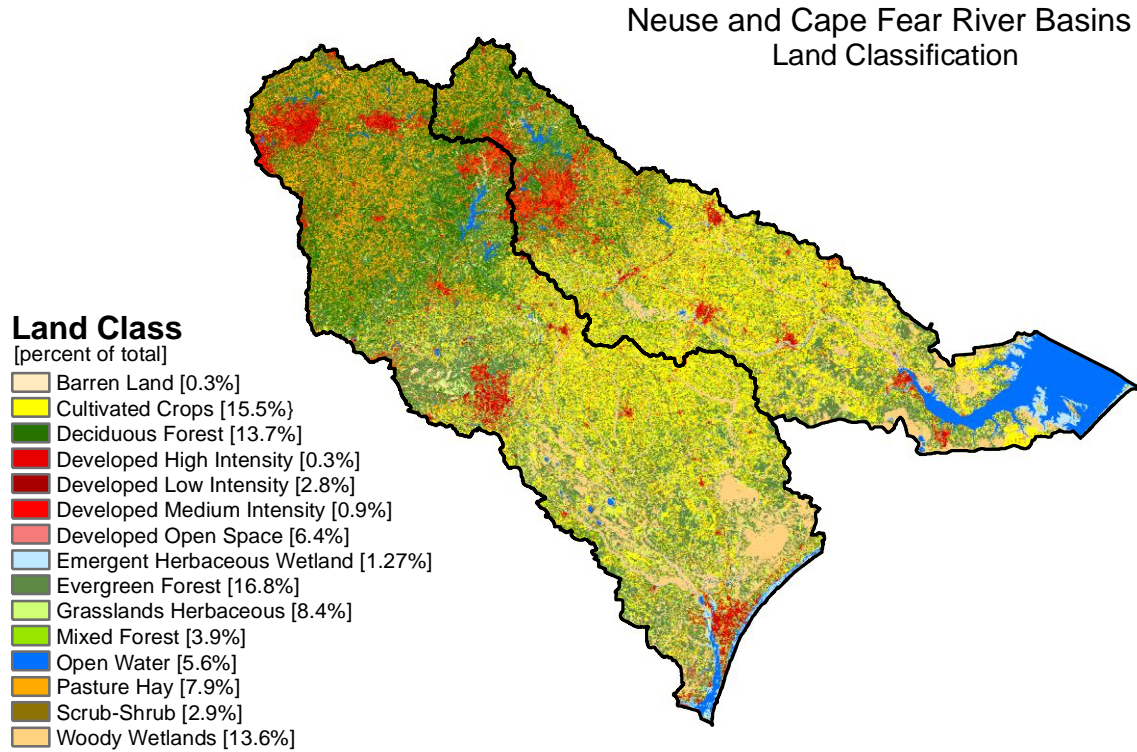 Neuse and Cape Fear River Basins
Land Classification
Land Class
[percent of total]
Barren Land [0.3%]
Cultivated Crops [15.5%}
Deciduous Forest [13.7%]
Developed High Intensity [0.3%]
Developed Low Intensity [2.8%]
Developed Medium Intensity [0.9%]
Developed Open Space [6.4%]
Emergent Herbaceous Wetland [1.27%]
Evergreen Forest [16.8%]
Grasslands Herbaceous [8.4%]
Mixed Forest [3.9%]
Open Water [5.6%]
Pasture Hay [7.9%]
Scrub-Shrub [2.9%]
Woody Wetlands [13.6%]